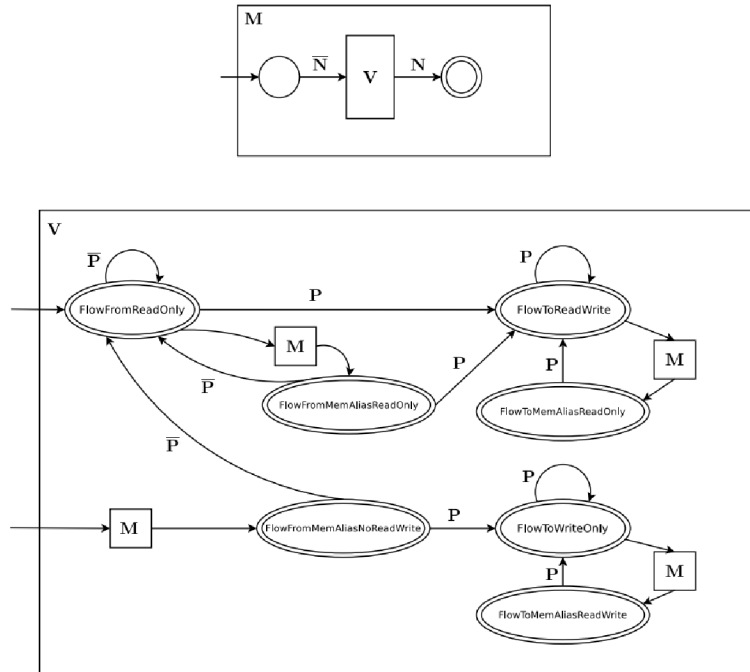 M
N̅
V
N
V
P̅
P
P
FlowFromReadOnly
P
FlowToReadWrite
M
M
P
P̅
P
FlowFromMemAliasReadOnly
FlowToMemAliasReadOnly
P̅
P
M
FlowFromMemAliasNoReadWrite
P
FlowToWriteOnly
M
P
FlowToMemAliasReadWrite